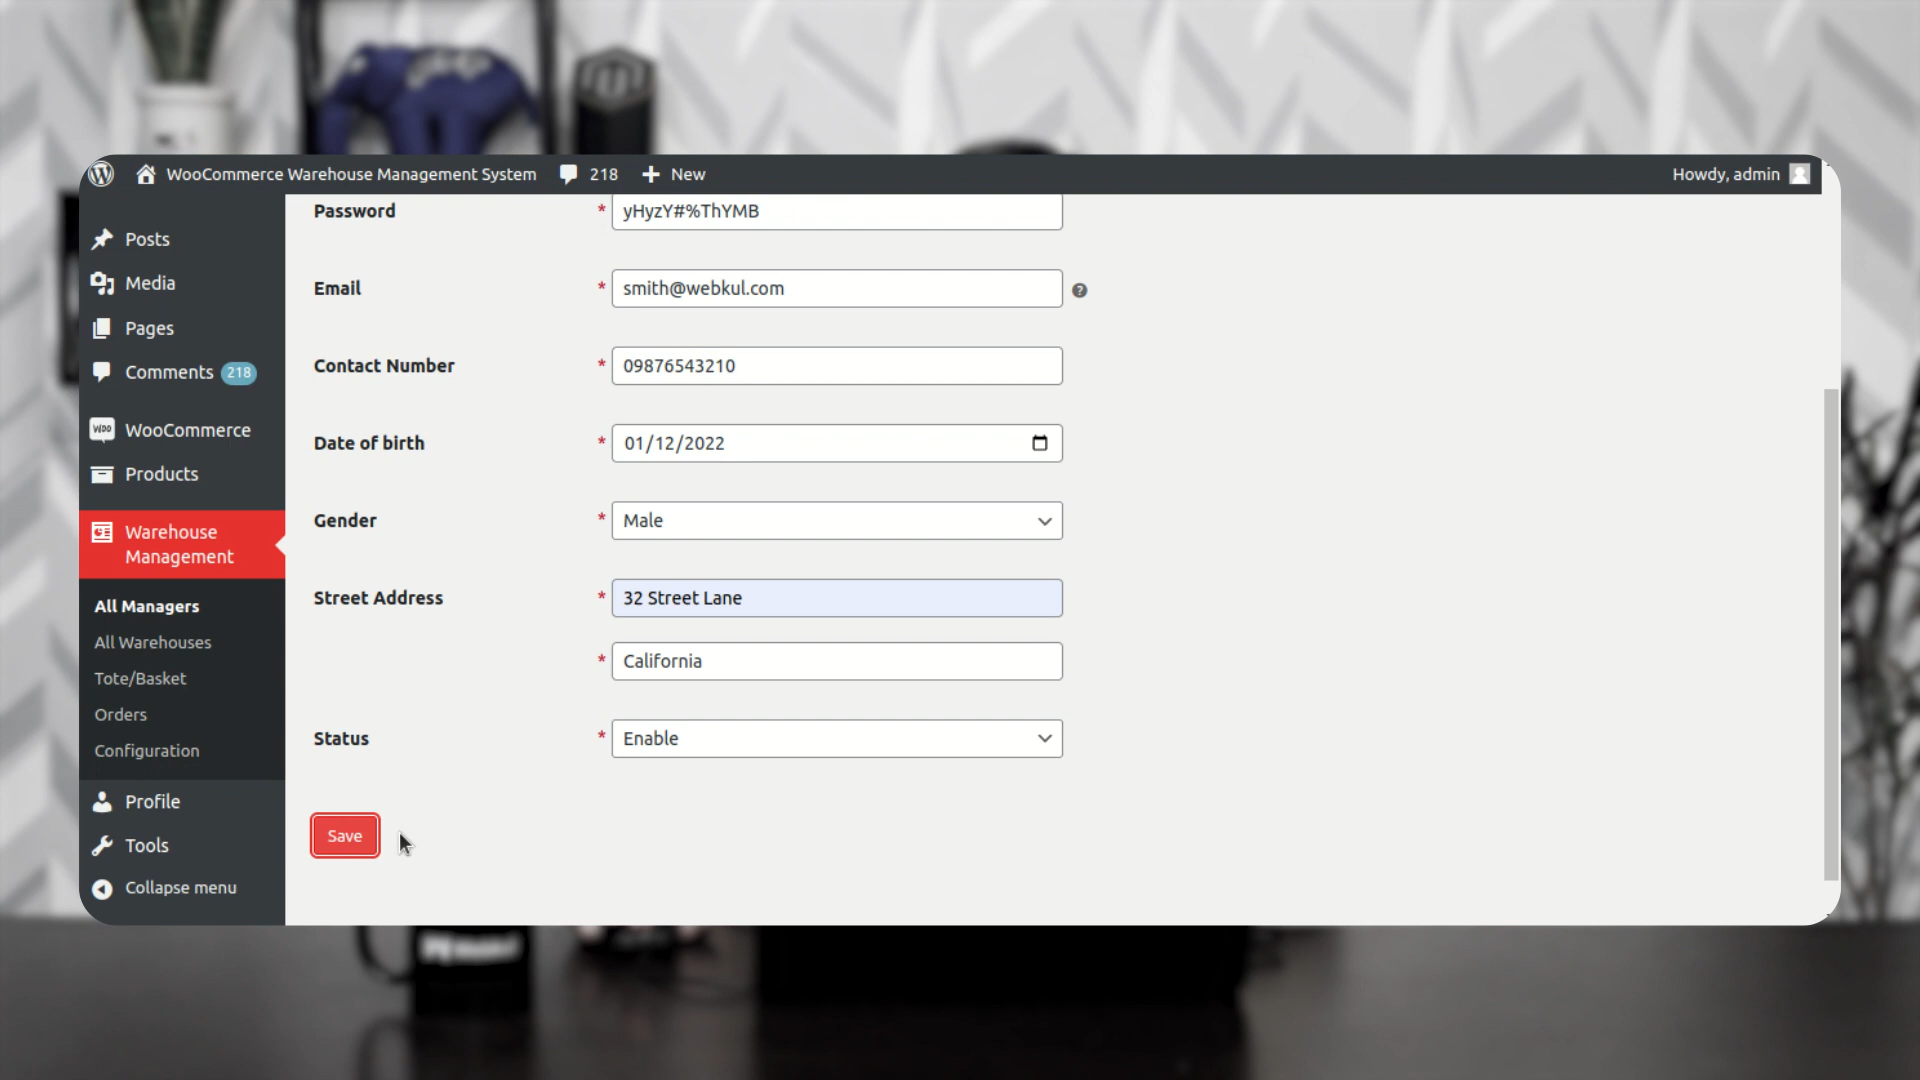 WooCommerce Warehouse Management System 218 New Howdy, admin
Posts
Media
Pages
Comments 218
WOO WooCommerce
Products
Warehouse
Management
All Managers
All Warehouses
Tote/Basket
Orders
Configuration
Profile
Tools
Collapse menu
Password * yHyzY#%ThYMB
Email * smith@webkul.com ?
Contact Number * 09876543210
Date of birth * 01/12/2022
Gender * Male
Street Address * 32 Street Lane
* California
Status * Enable
Save